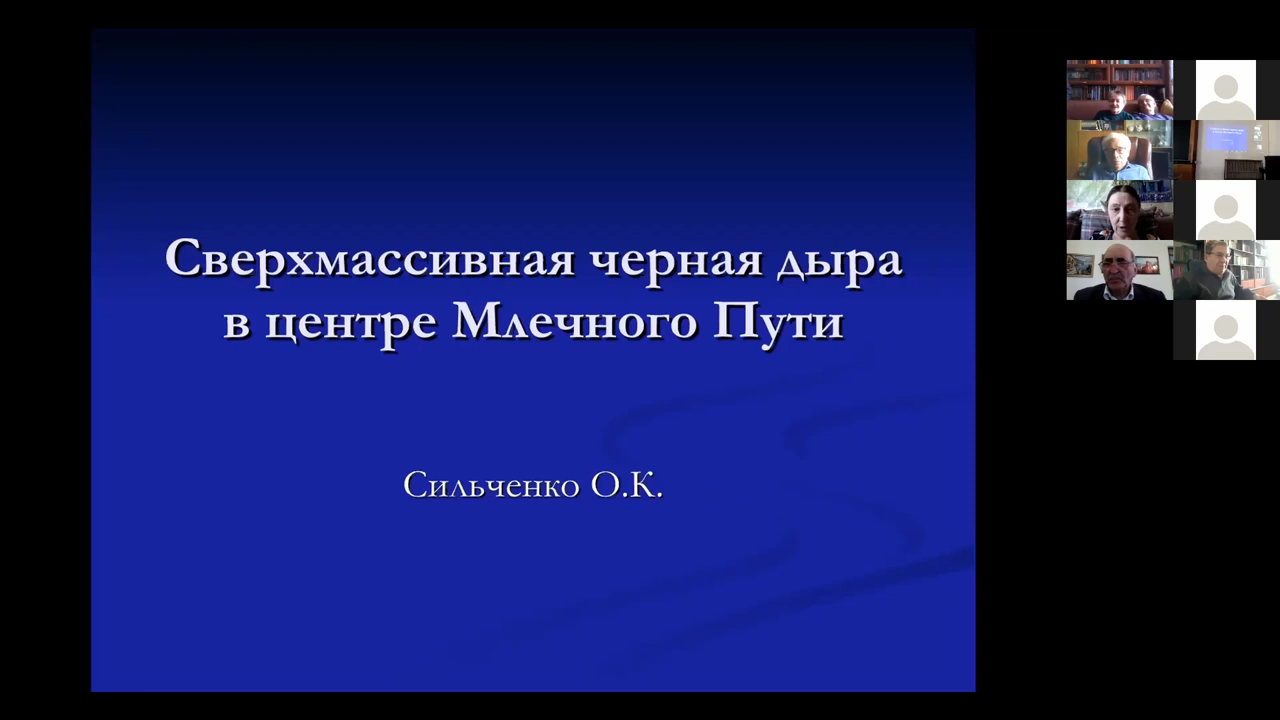 Сверхмассивная черная дыра
в центре Млечного Пути
Сильченко О.К.